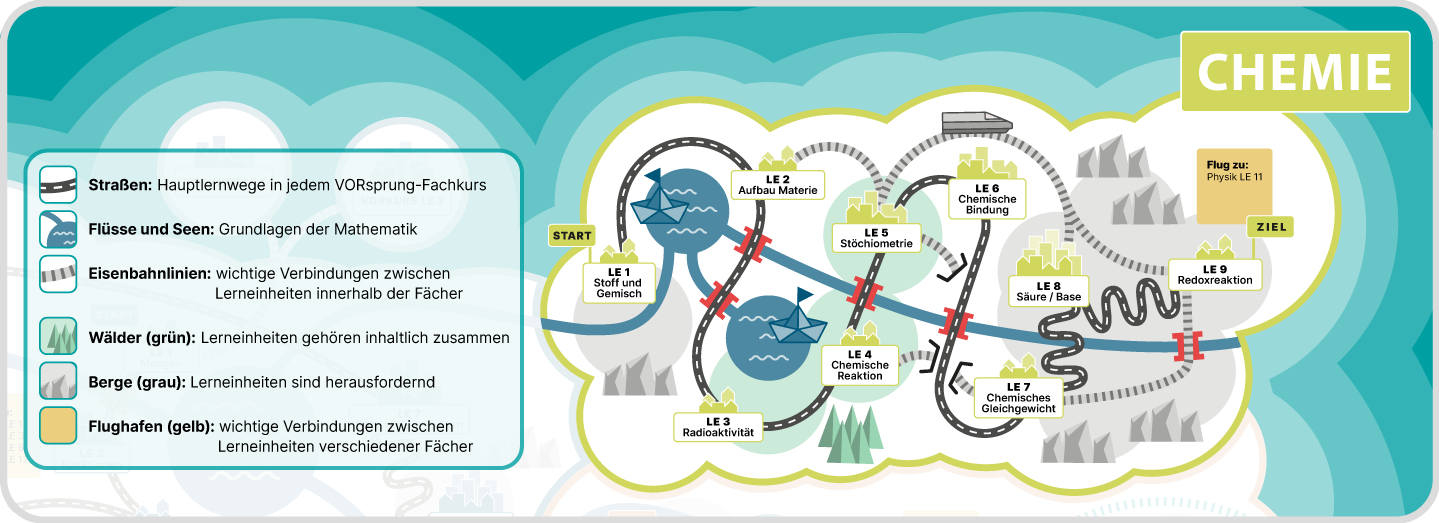 CHEMIE
Straßen: Hauptlernwege in jedem VORsprung-Fachkurs
Flüsse und Seen: Grundlagen der Mathematik
Eisenbahnlinien: wichtige Verbindungen zwischen
Lerneinheiten innerhalb der Fächer
Wälder (grün): Lerneinheiten gehören inhaltlich zusammen
Berge (grau): Lerneinheiten sind herausfordernd
Flughafen (gelb): wichtige Verbindungen zwischen
Lerneinheiten verschiedener Fächer
START
LE 1
Stoff und
Gemisch
LE 2
Aufbau Materie
LE 3
Radioaktivität
LE 4
Chemische
Reaktion
LE 5
Stöchiometrie
LE 6
Chemische
Bindung
LE 7
Chemisches
Gleichgewicht
LE 8
Säure / Base
LE 9
Redoxreaktion
ZIEL
Flug zu:
Physik LE 11